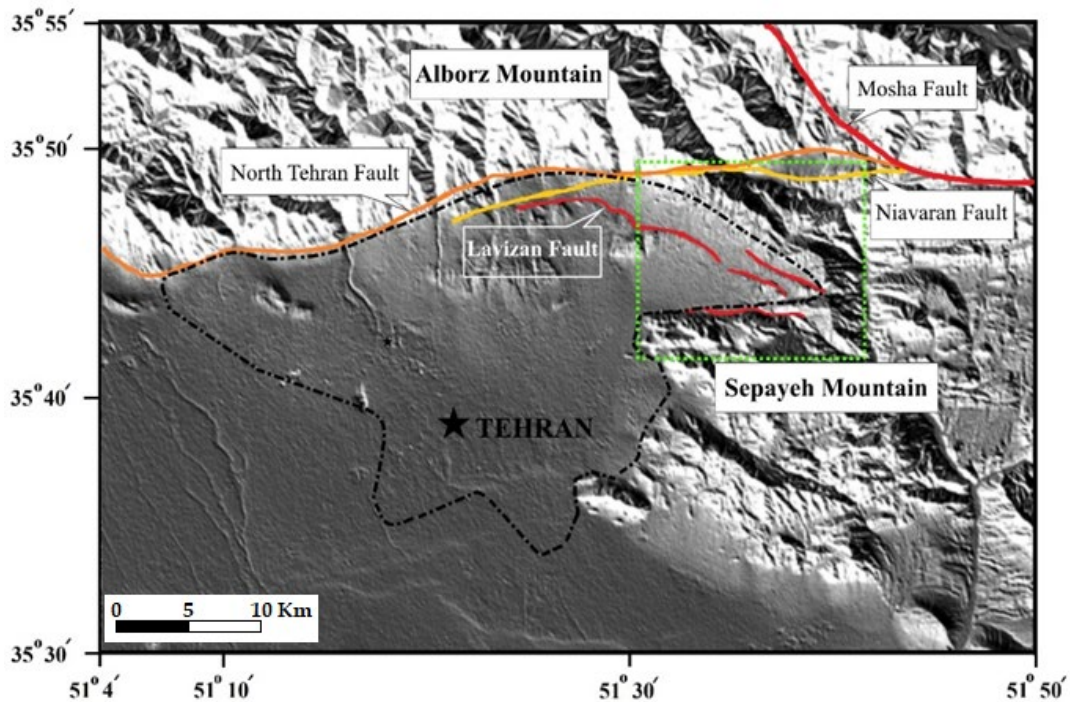 35° 55´
Alborz Mountain
Mosha Fault
35° 50´
North Tehran Fault
Niavaran Fault
Lavizan Fault
35° 40´
Sepayeh Mountain
TEHRAN
0 5 10 Km
35° 30´
51° 4´ 51° 10´ 51° 30´ 51° 50´